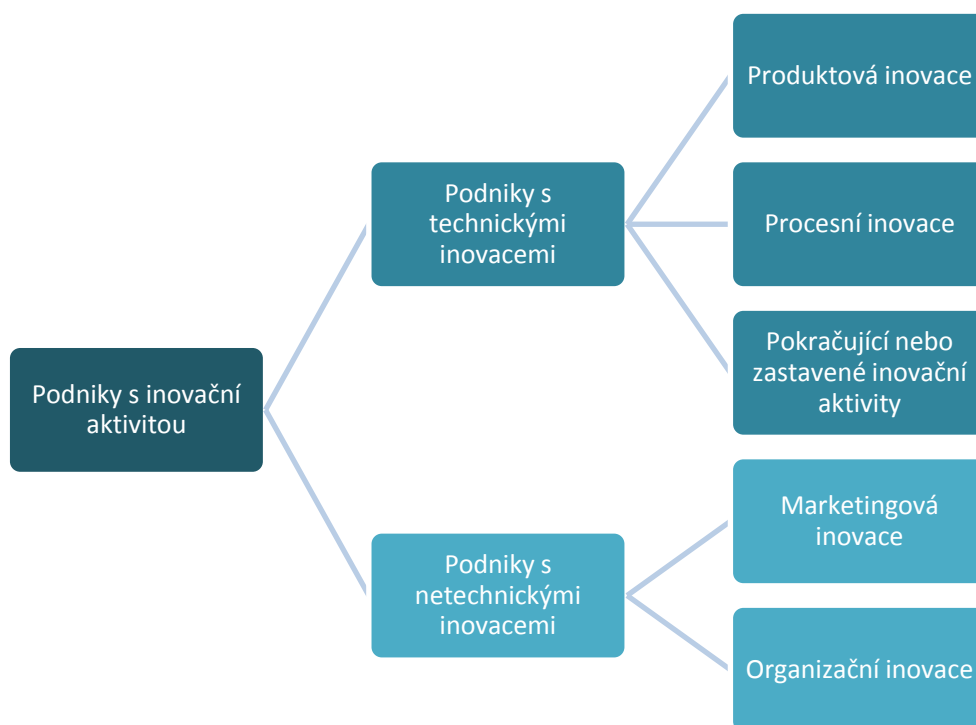 Podniky s inovační
aktivitou
Podniky s
technickými
inovacemi
Produktová inovace
Procesní inovace
Pokračující nebo
zastavené inovační
aktivity
Podniky s
netechnickými
inovacemi
Marketingová
inovace
Organizační inovace